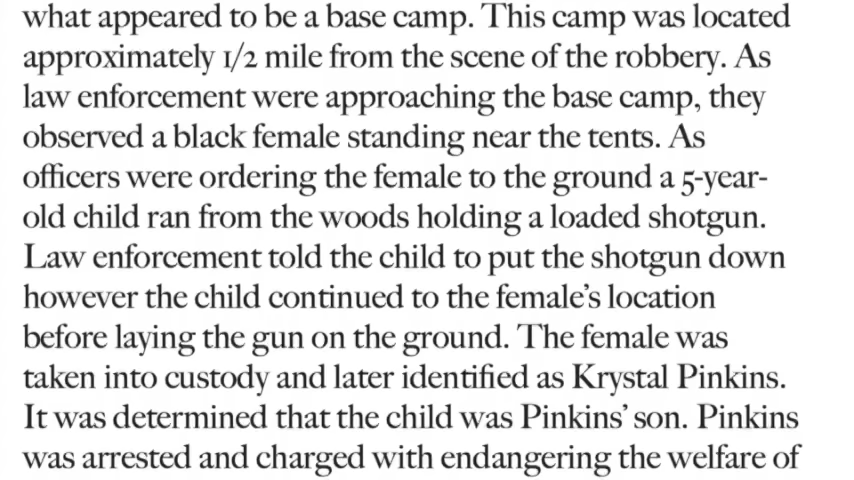 what appeared to be a base camp. This camp was located
approximately 1/2 mile from the scene of the robbery. As
law enforcement were approaching the base camp, they
observed a black female standing near the tents. As
officers were ordering the female to the ground a 5-year-
old child ran from the woods holding a loaded shotgun.
Law enforcement told the child to put the shotgun down
however the child continued to the female's location
before laying the gun on the ground. The female was
taken into custody and later identified as Krystal Pinkins.
It was determined that the child was Pinkins' son. Pinkins
was arrested and charged with endangering the welfare of